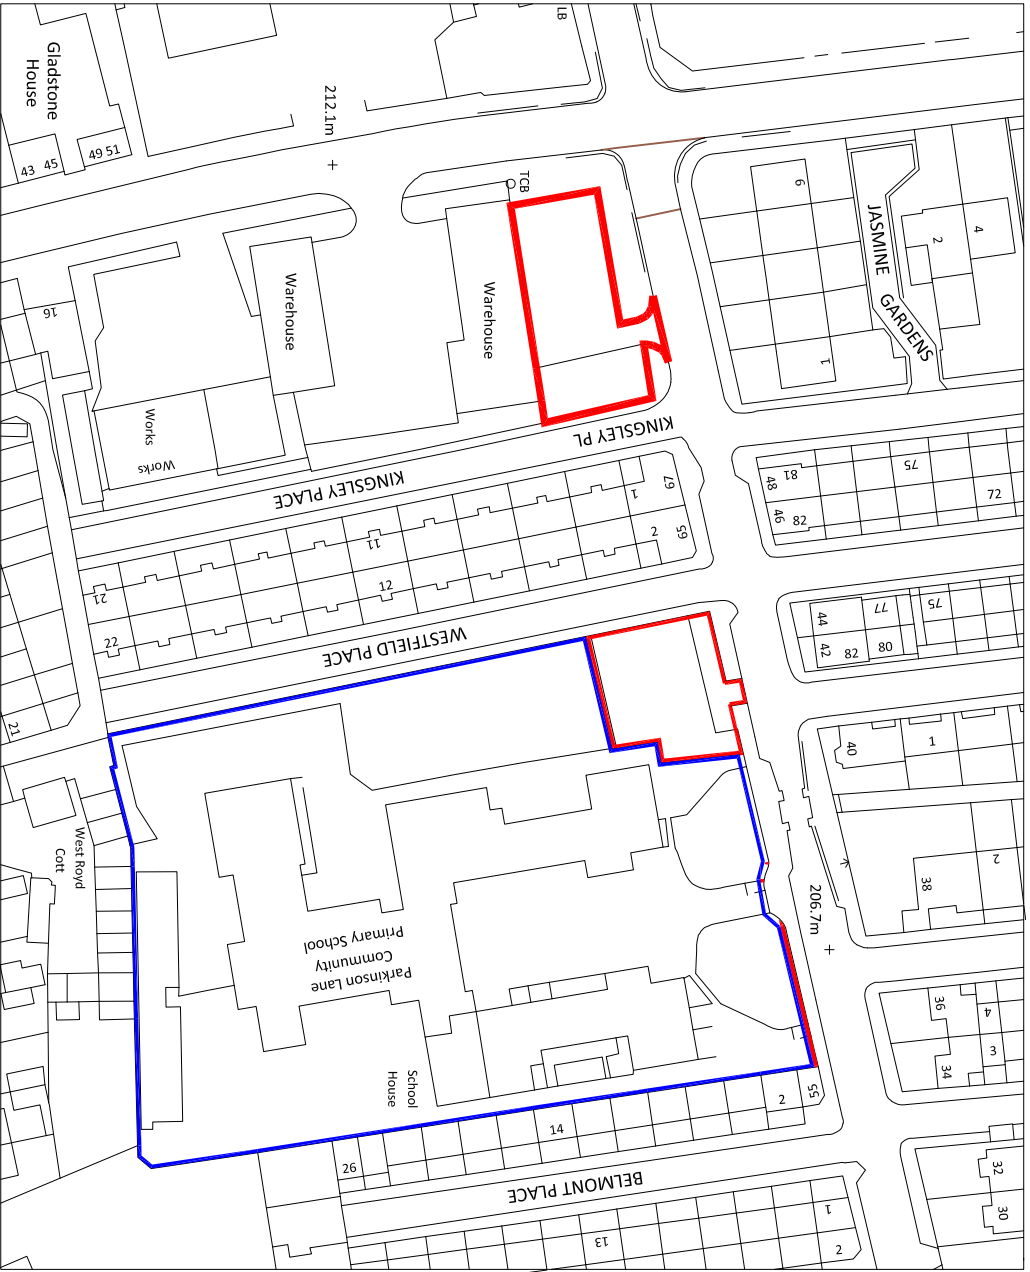 LB
Gladstone
House
212.1m
43
45
49 51
TCB
6
JASMINE
GARDENS
2
4
1
16
Warehouse
Warehouse
Works
Works
KINGSLEY PL
KINGSLEY PLACE
67
1
2
65
11
12
21
22
48
81
75
46
82
72
44
77
75
42
82
80
WESTFIELD PLACE
21
40
1
38
2
West Royd
Cott
206.7m
Parkinson Lane
Community
Primary School
School
House
36
4
34
3
55
2
14
26
BELMONT PLACE
32
30
13
1
2